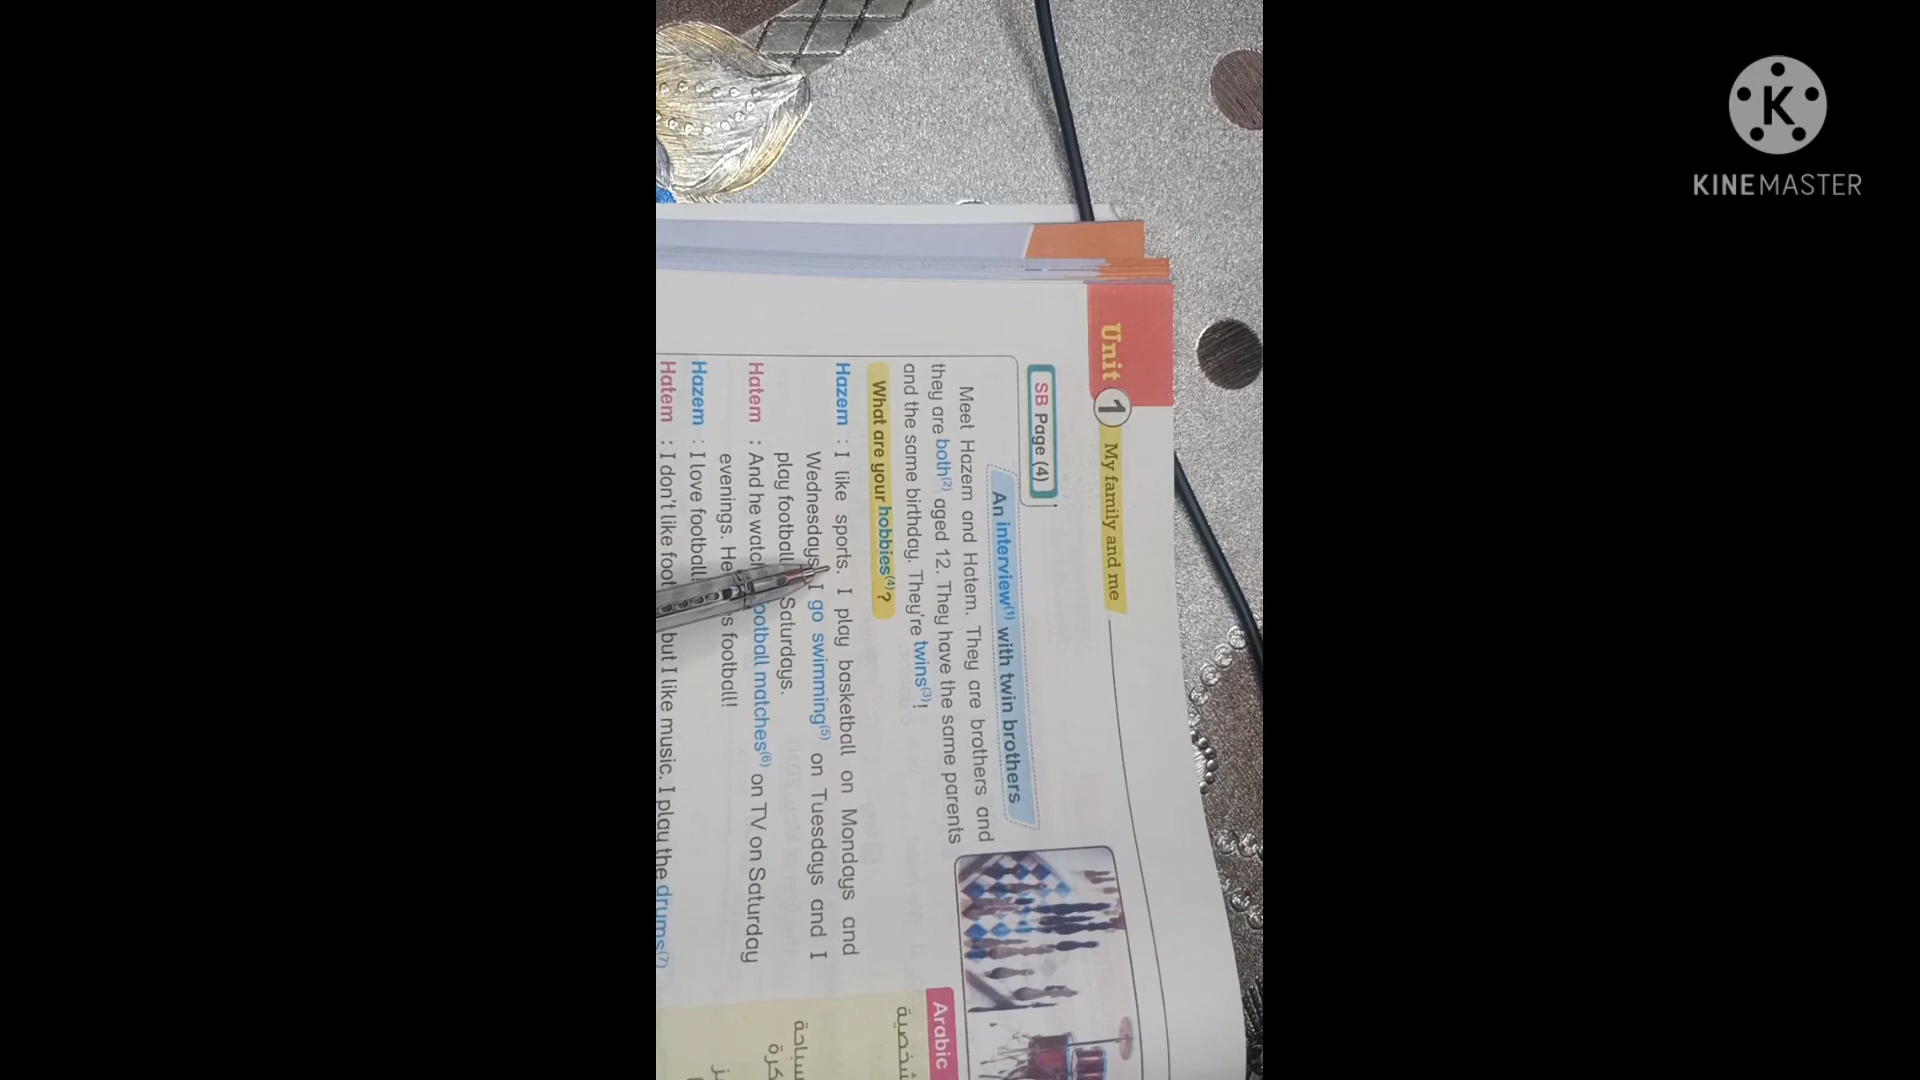 K
KINEMASTER
Unit 1 My family and me
SB Page (4)
An interview(1) with twin brothers
Meet Hazem and Hatem. They are brothers and
they are both(2) aged 12. They have the same parents
and the same birthday. They're twins(3)!
What are your hobbies(4)?
Hazem : I like sports. I play basketball on Mondays and
Wednesdays. I go swimming(5) on Tuesdays and I
play football Saturdays.
Hatem : And he football matches(6) on TV on Saturday
evenings. He football!
Hazem : I love football!
Hatem : I don't like but I like music. I play the drums(7)
Arabic
سباحة
كرة